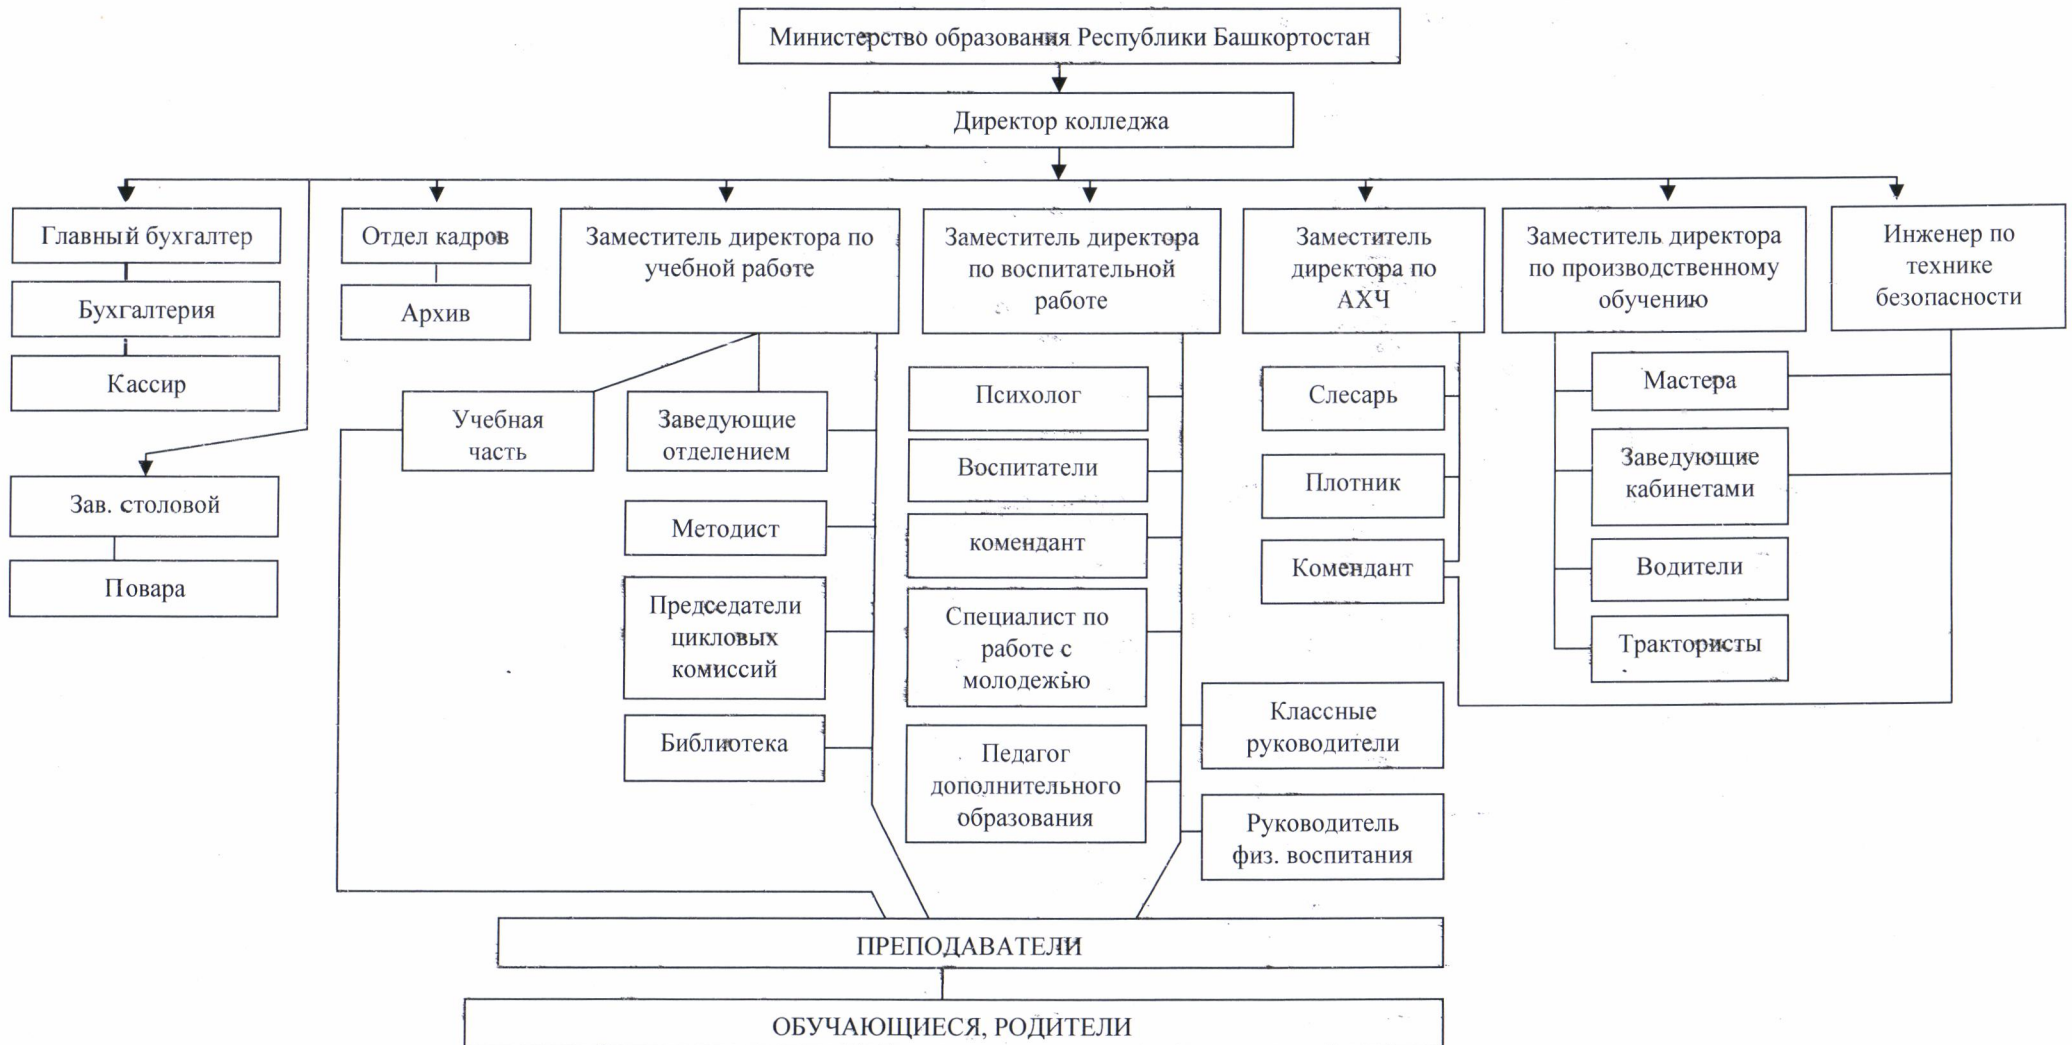 Министерство образования Республики Башкортостан
Директор колледжа
Главный бухгалтер
Бухгалтерия
Кассир
Зав. столовой
Повара
Отдел кадров
Архив
Заместитель директора по
учебной работе
Учебная
часть
Заведующие
отделением
Методист
Председатели
цикловых
комиссий
Библиотека
Заместитель директора
по воспитательной
работе
Психолог
Воспитатели
комендант
Специалист по
работе с
молодежью
Педагог
дополнительного
образования
Классные
руководители
Руководитель
физ. воспитания
Заместитель
директора по
АХЧ
Слесарь
Плотник
Комендант
Заместитель директора
по производственному
обучению
Мастера
Заведующие
кабинетами
Водители
Трактористы
Инженер по
технике
безопасности
ПРЕПОДАВАТЕЛИ
ОБУЧАЮЩИЕСЯ, РОДИТЕЛИ